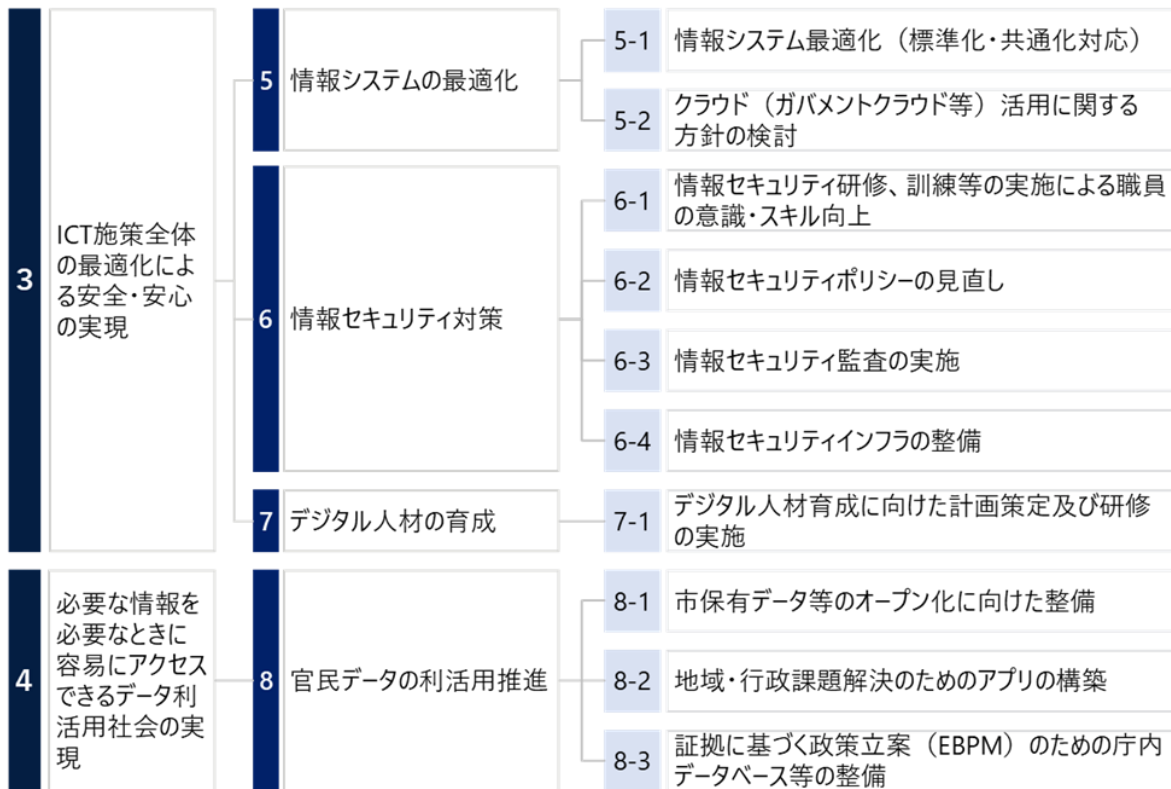 3
ICT施策全体
の最適化によ
る安全・安心
の実現
5
情報システムの最適化
5-1
情報システム最適化（標準化・共通化対応）
5-2
クラウド（ガバメントクラウド等）活用に関する
方針の検討
6
情報セキュリティ対策
6-1
情報セキュリティ研修、訓練等の実施による職員
の意識・スキル向上
6-2
情報セキュリティポリシーの見直し
6-3
情報セキュリティ監査の実施
6-4
情報セキュリティインフラの整備
7
デジタル人材の育成
7-1
デジタル人材育成に向けた計画策定及び研修
の実施
4
必要な情報を
必要なときに
容易にアクセス
できるデータ利
活用社会の実
現
8
官民データの利活用推進
8-1
市保有データ等のオープン化に向けた整備
8-2
地域・行政課題解決のためのアプリの構築
8-3
証拠に基づく政策立案（EBPM）のための庁内
データベース等の整備